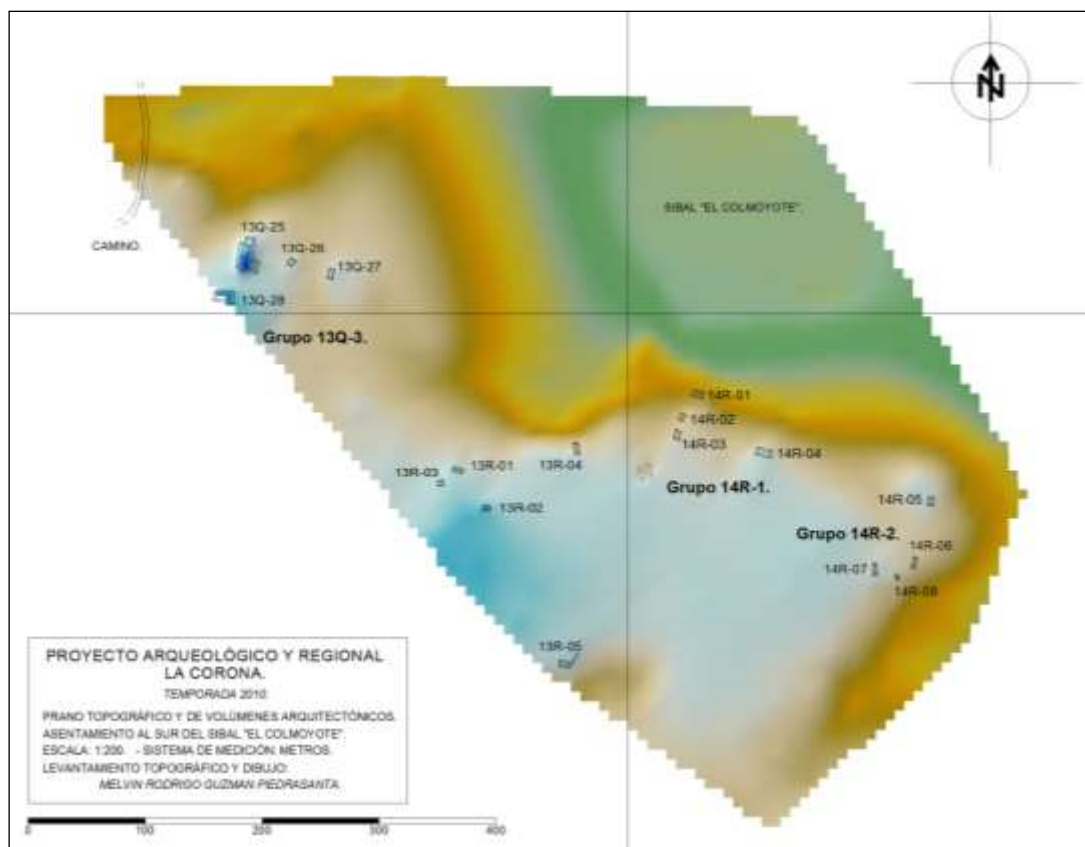 N
SIBAL "EL COLMOYOTE".
CAMINO.
13Q-25
13Q-26
13Q-27
13Q-28
Grupo 13Q-3.
14R-01
14R-02
14R-03
14R-04
13R-04
13R-01
13R-03
13R-02
Grupo 14R-1.
14R-05
Grupo 14R-2.
14R-06
14R-07
14R-08
13R-05
PROYECTO ARQUEOLÓGICO Y REGIONAL
LA CORONA.
TEMPORADA 2010.
PRANO TOPOGRÁFICO Y DE VOLÚMENES ARQUITECTÓNICOS.
ASENTAMIENTO AL SUR DEL SIBAL "EL COLMOYOTE"
ESCALA: 1:200. - SISTEMA DE MEDICIÓN: METROS.
LEVANTAMIENTO TOPOGRÁFICO Y DIBUJO:
MELVIN RODRIGO GUZMAN PIEDRASANTA.
0 100 200 300 400